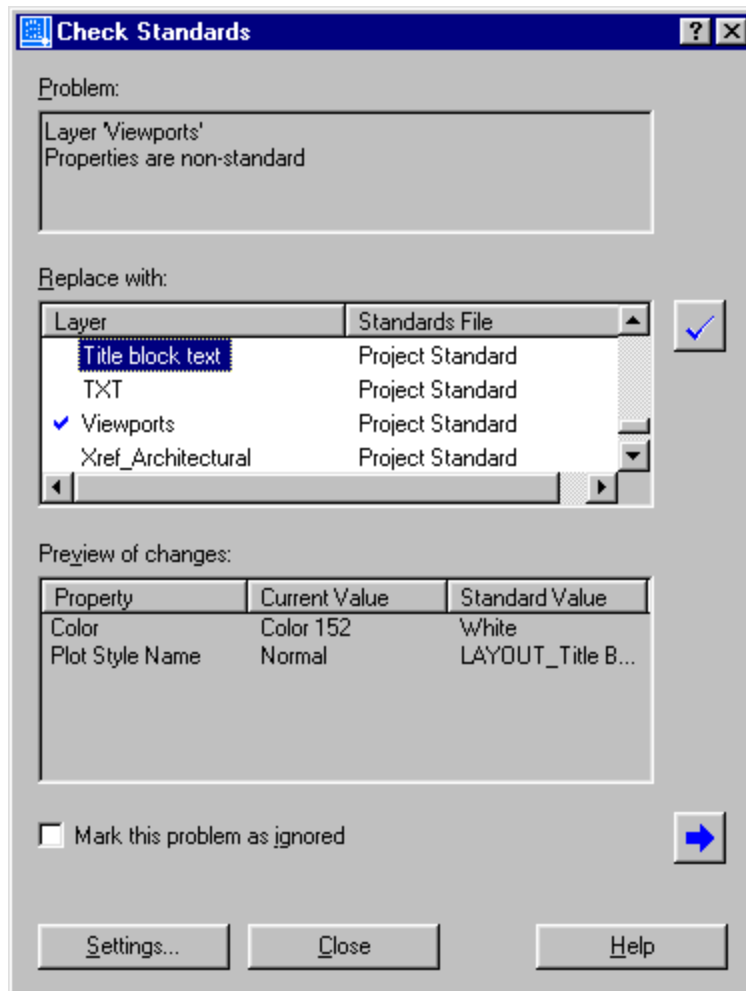 Check Standards
Problem:
Layer 'Viewports'
Properties are non-standard
Replace with:
Layer Standards File
Title block text Project Standard
TXT Project Standard
Viewports Project Standard
Xref_Architectural Project Standard
Preview of changes:
Property Current Value Standard Value
Color Color 152 White
Plot Style Name Normal LAYOUT_Title B...
Mark this problem as ignored
Settings... Close Help